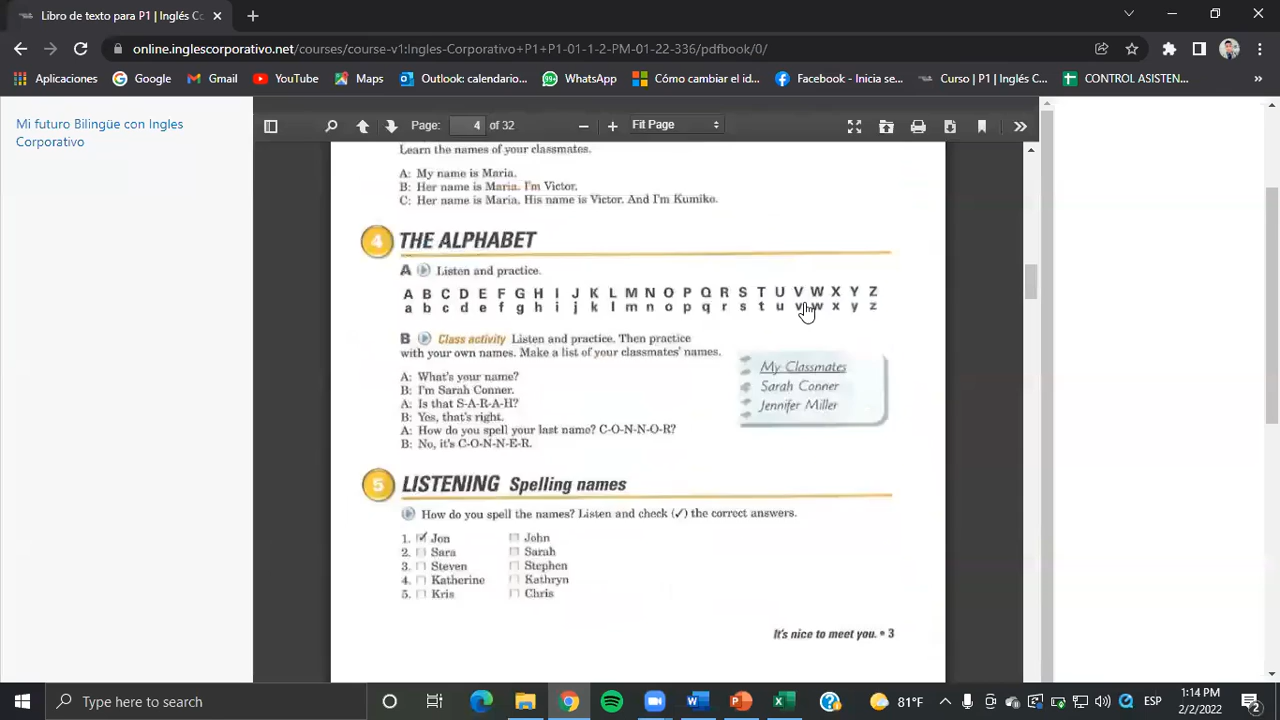 Libro de texto para P1 | Inglés Co
online.inglescorporativo.net/courses/course-v1:Ingles-Corporativo+P1+P1-01-1-2-PM-01-22-336/pdfbook/0/
Aplicaciones Google Gmail YouTube Maps Outlook: calendario... WhatsApp Cómo cambiar el id... Facebook - Inicia se... Curso | P1 | Inglés C... CONTROL ASISTEN... »
Mi futuro Bilingüe con Ingles
Corporativo
Page: 4 of 32 Fit Page
Learn the names of your classmates.
A: My name is Maria.
B: Her name is Maria. I'm Victor.
C: Her name is Maria. His name is Victor. And I'm Kumiko.
4 THE ALPHABET
A Listen and practice.
A B C D E F G H I J K L M N O P Q R S T U V W X Y Z
a b c d e f g h i j k l m n o p q r s t u v w x y z
B Class activity Listen and practice. Then practice
with your own names. Make a list of your classmates' names.
A: What's your name?
B: I'm Sarah Conner.
A: Is that S-A-R-A-H?
B: Yes, that's right.
A: How do you spell your last name? C-O-N-N-O-R?
B: No, it's C-O-N-N-E-R.
My Classmates
Sarah Conner
Jennifer Miller
5 LISTENING Spelling names
How do you spell the names? Listen and check (✓) the correct answers.
1. ✓ Jon John
2. Sara Sarah
3. Steven Stephen
4. Katherine Kathryn
5. Kris Chris
It's nice to meet you. • 3
Type here to search
81°F
ESP
1:14 PM
2/2/2022
2